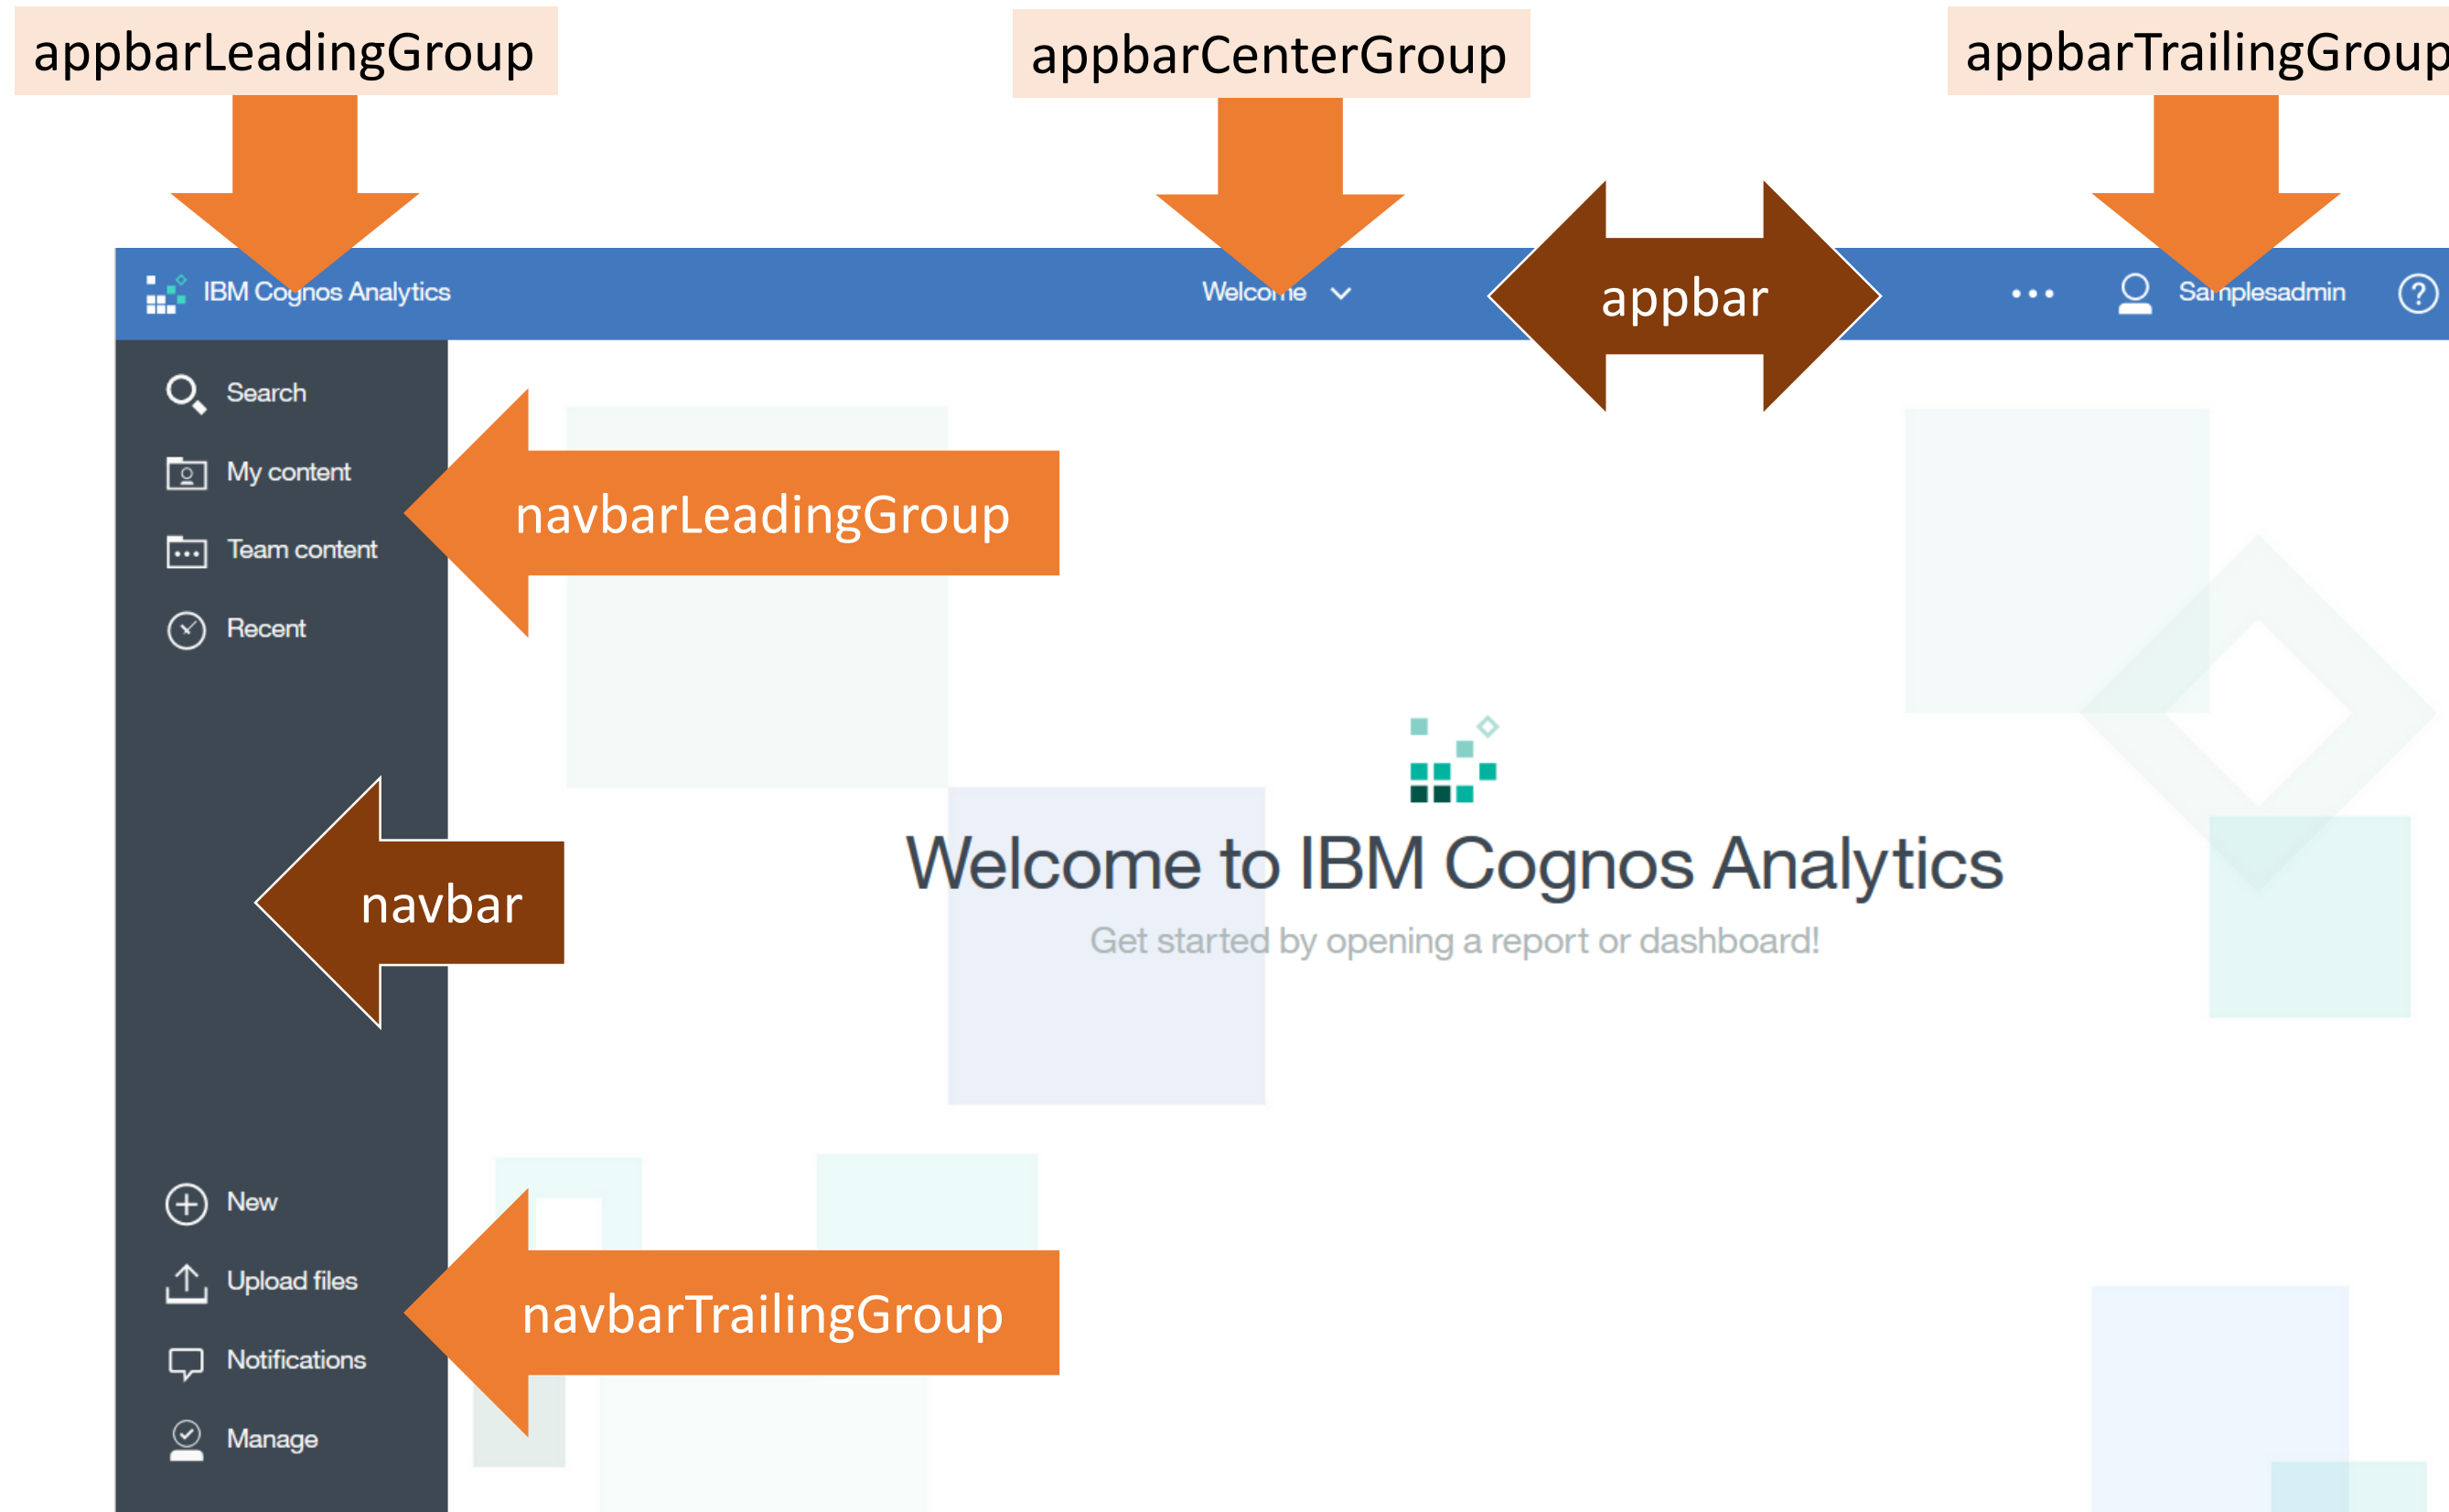 appbarLeadingGroup
appbarCenterGroup
appbarTrailingGroup
IBM Cognos Analytics
Welcome
appbar
Samplesadmin
?
Search
My content
navbarLeadingGroup
Team content
Recent
Welcome to IBM Cognos Analytics
navbar
Get started by opening a report or dashboard!
New
Upload files
navbarTrailingGroup
Notifications
Manage